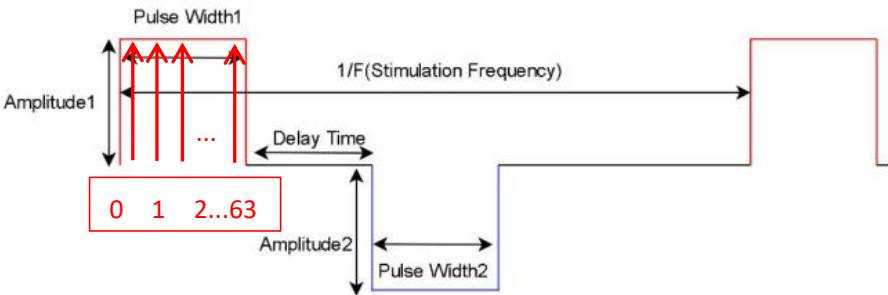 Pulse Width1
1/F(Stimulation Frequency)
Amplitude1
...
Delay Time
0 1 2...63
Amplitude2
Pulse Width2